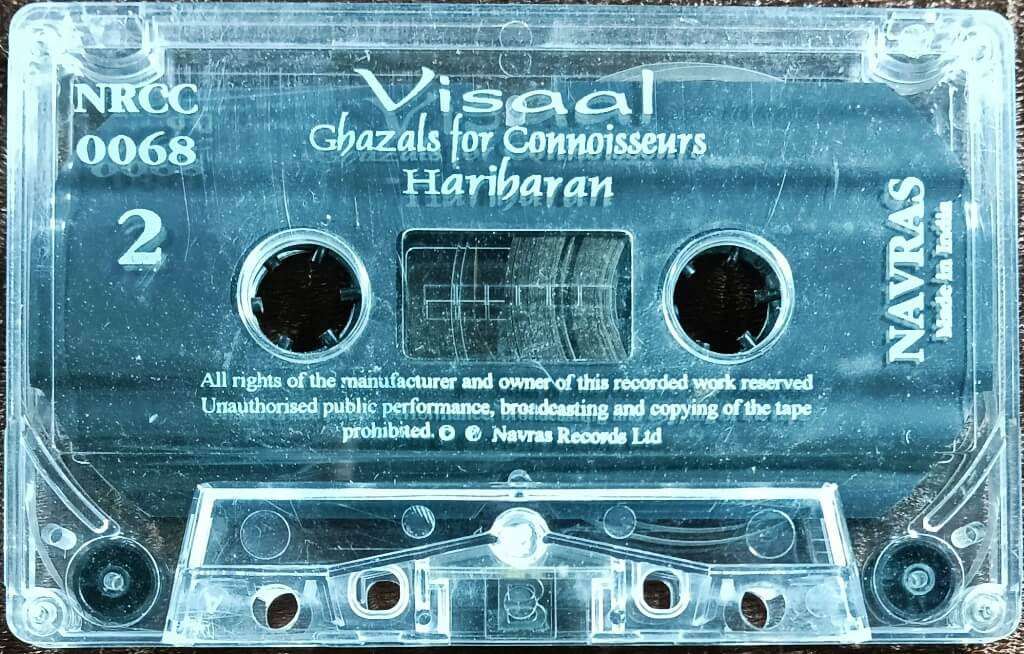 NRCC
0068
2
Visaal
Ghazals for Connoisseurs
Hariharan
NAVRAS
Made in India
All rights of the manufacturer and owner of this recorded work reserved
Unauthorised public performance, broadcasting and copying of the tape
prohibited. © ℗ Navras Records Ltd
B